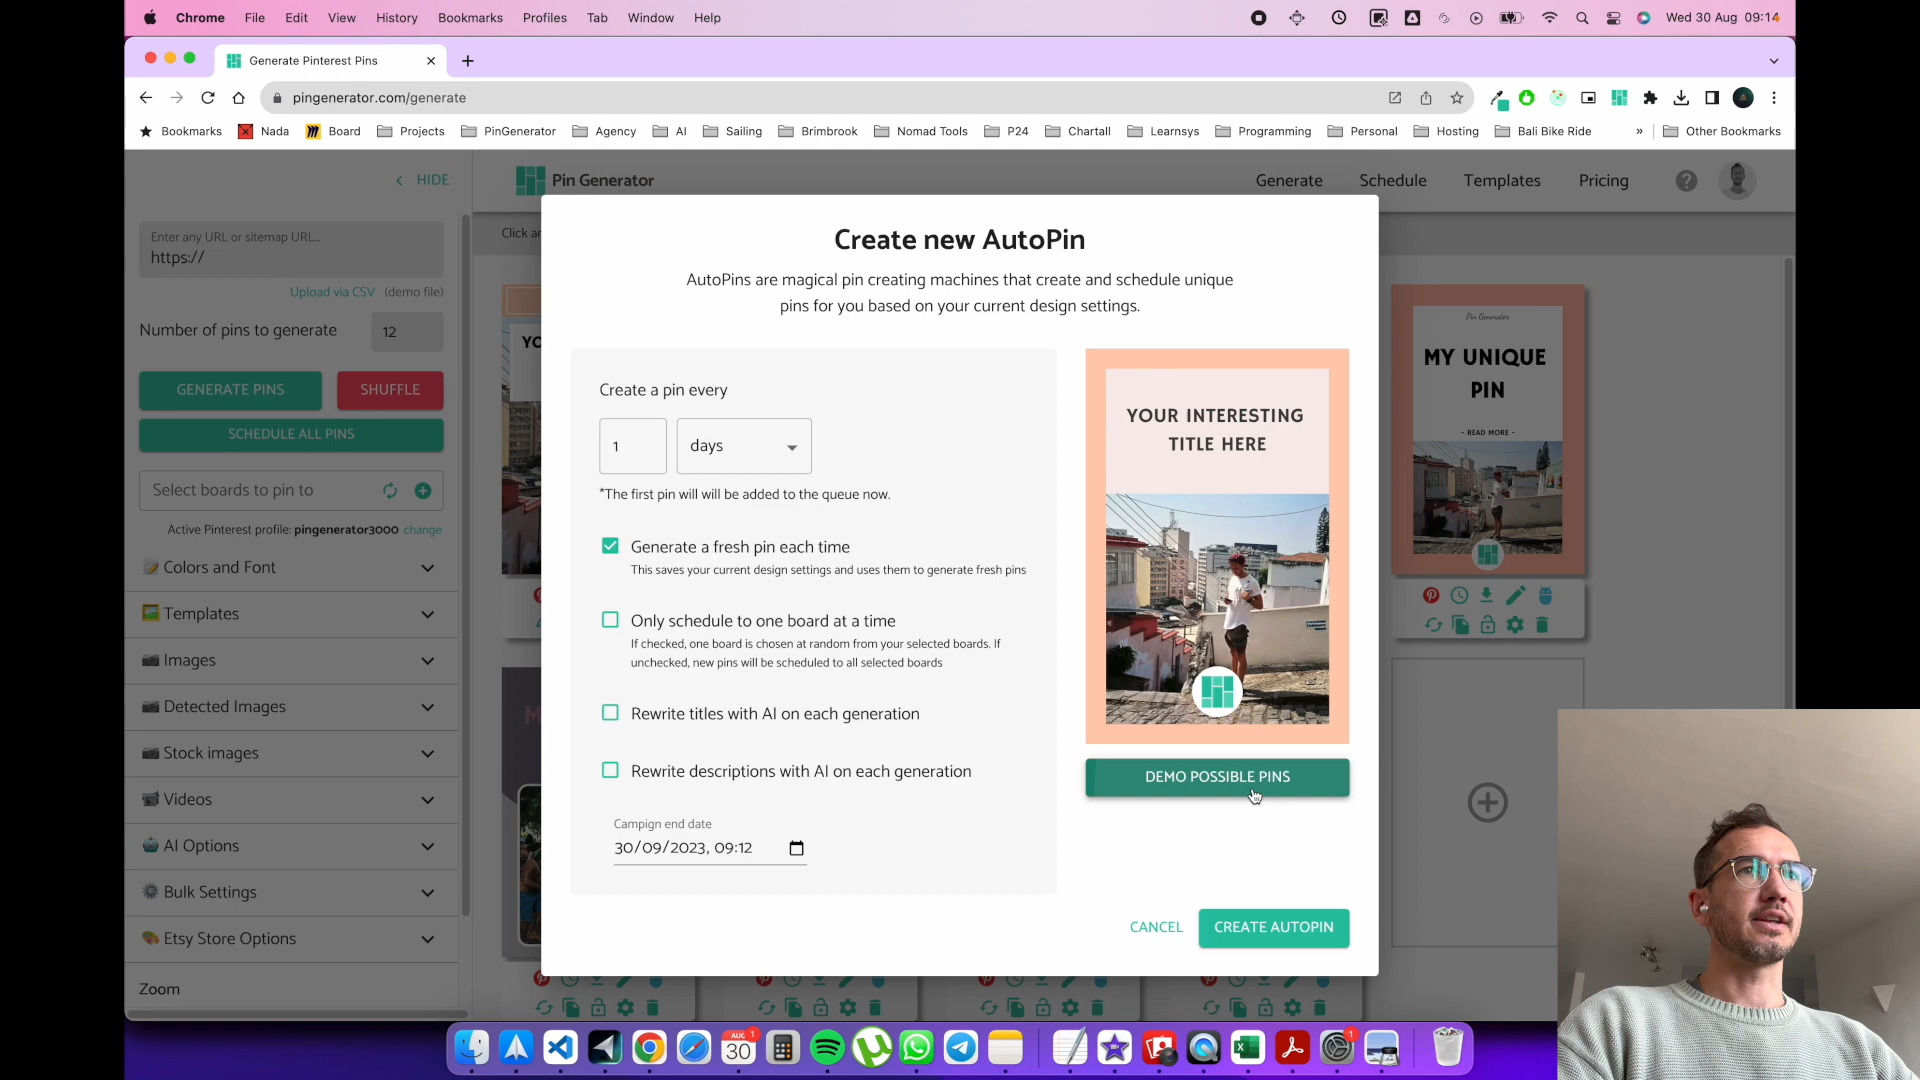 Chrome File Edit View History Bookmarks Profiles Tab Window Help
Wed 30 Aug 09:14
Generate Pinterest Pins
pingenerator.com/generate
Bookmarks Nada Board Projects PinGenerator Agency AI Sailing Brimbrook Nomad Tools P24 Chartall Learnsys Programming Personal Hosting Bali Bike Ride » Other Bookmarks
HIDE
Pin Generator
Generate Schedule Templates Pricing
Enter any URL or sitemap URL...
https://
Upload via CSV (demo file)
Number of pins to generate 12
GENERATE PINS SHUFFLE
SCHEDULE ALL PINS
Select boards to pin to
Active Pinterest profile: pingenerator3000 change
Colors and Font
Templates
Images
Detected Images
Stock images
Videos
AI Options
Bulk Settings
Etsy Store Options
Zoom
Create new AutoPin
AutoPins are magical pin creating machines that create and schedule unique
pins for you based on your current design settings.
Create a pin every
1 days
*The first pin will will be added to the queue now.
Generate a fresh pin each time
This saves your current design settings and uses them to generate fresh pins
Only schedule to one board at a time
If checked, one board is chosen at random from your selected boards. If
unchecked, new pins will be scheduled to all selected boards
Rewrite titles with AI on each generation
Rewrite descriptions with AI on each generation
Campign end date
30/09/2023, 09:12
YOUR INTERESTING
TITLE HERE
DEMO POSSIBLE PINS
CANCEL CREATE AUTOPIN
Pin Generator
MY UNIQUE
PIN
- READ MORE -
AUG 1
30
1